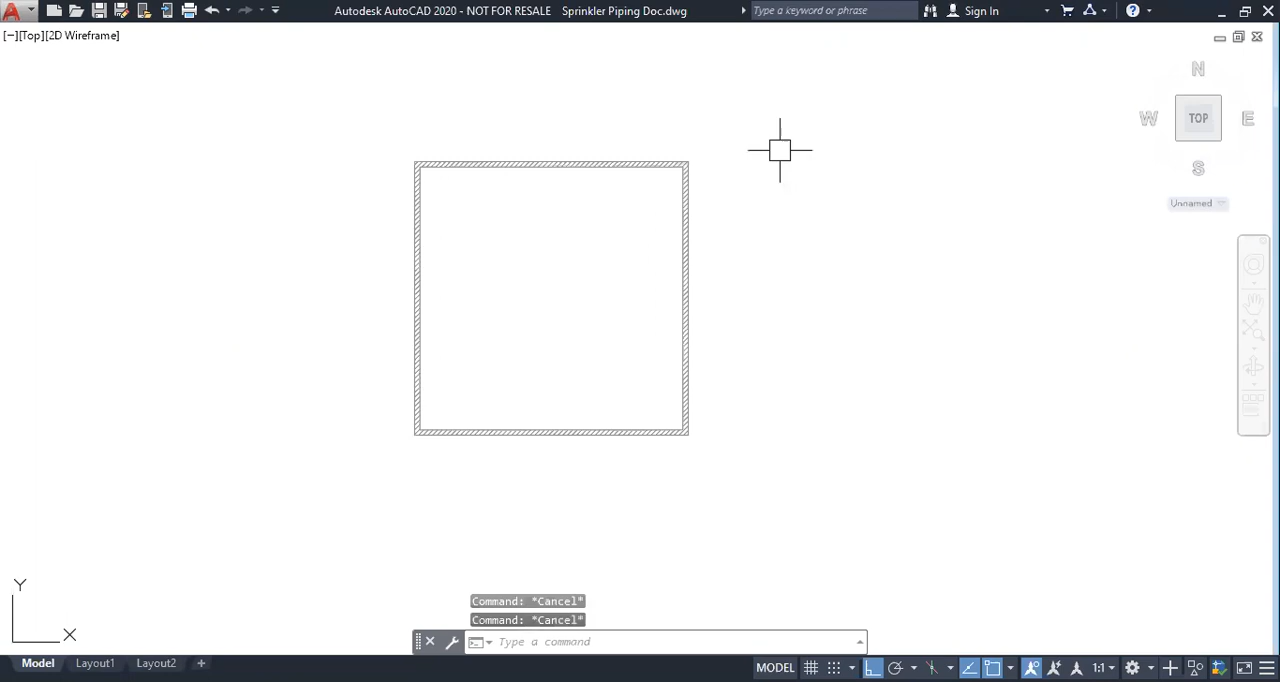 Autodesk AutoCAD 2020 - NOT FOR RESALE Sprinkler Piping Doc.dwg
Type a keyword or phrase
Sign In
[−][Top][2D Wireframe]
N
W TOP E
S
Unnamed
Y
X
Command: *Cancel*
Command: *Cancel*
Type a command
Model Layout1 Layout2 +
MODEL 1:1